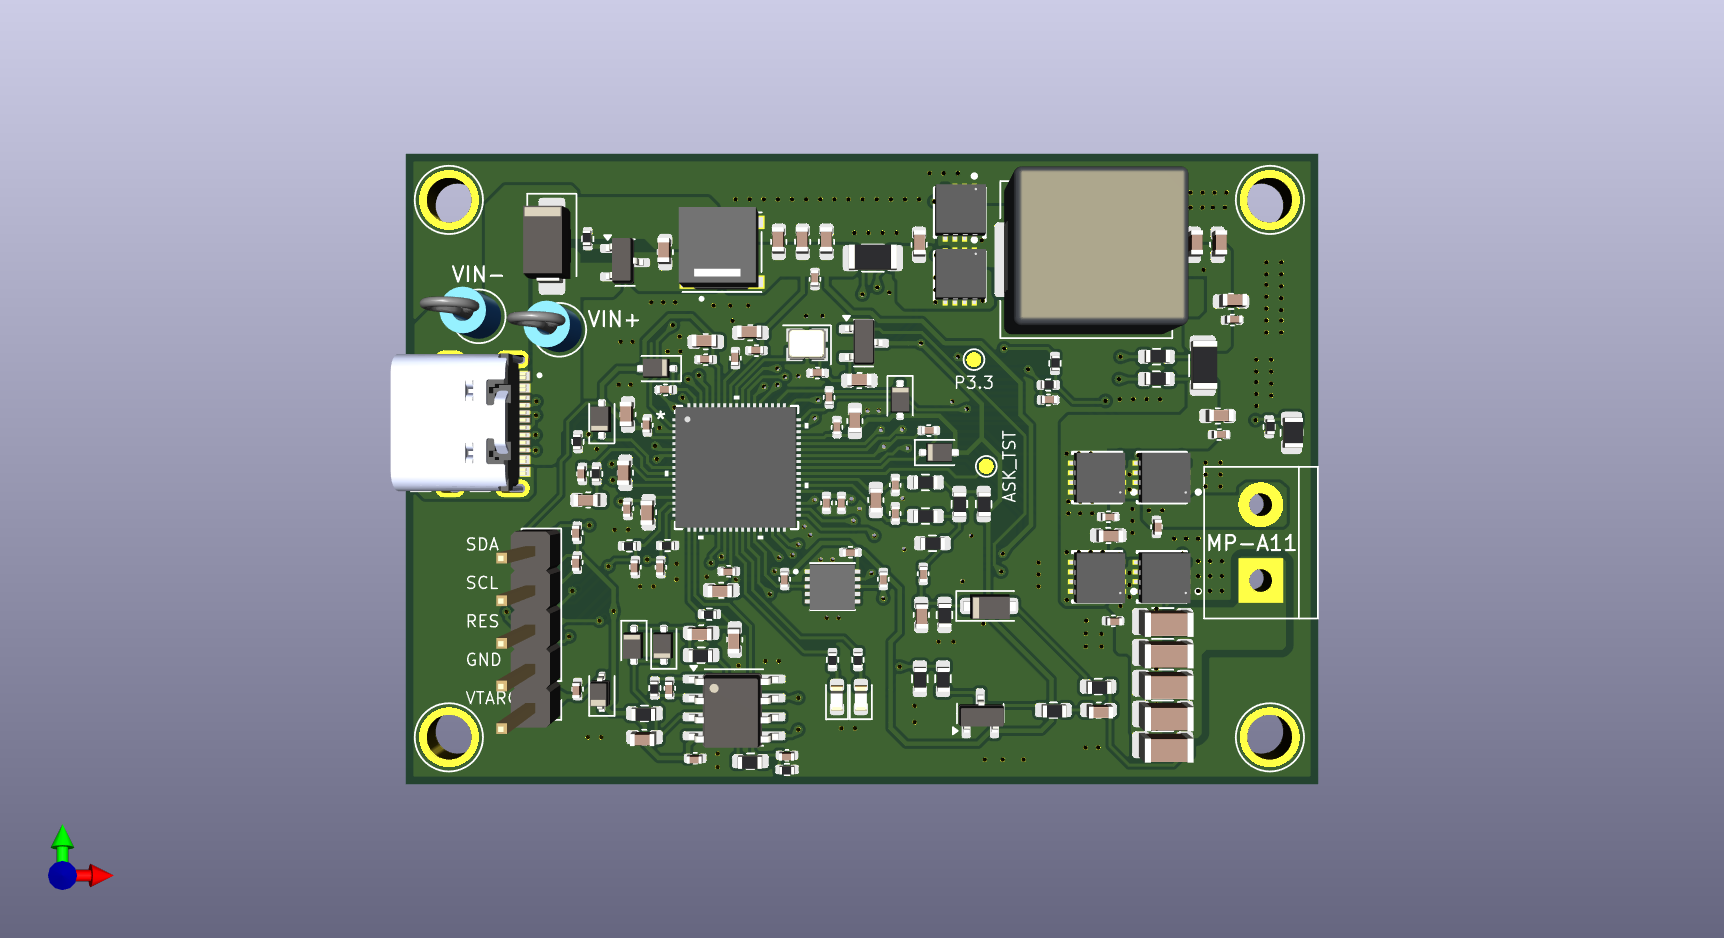 VIN-
VIN+
P3.3
*
ASK_TST
MP-A11
SDA
SCL
RES
GND